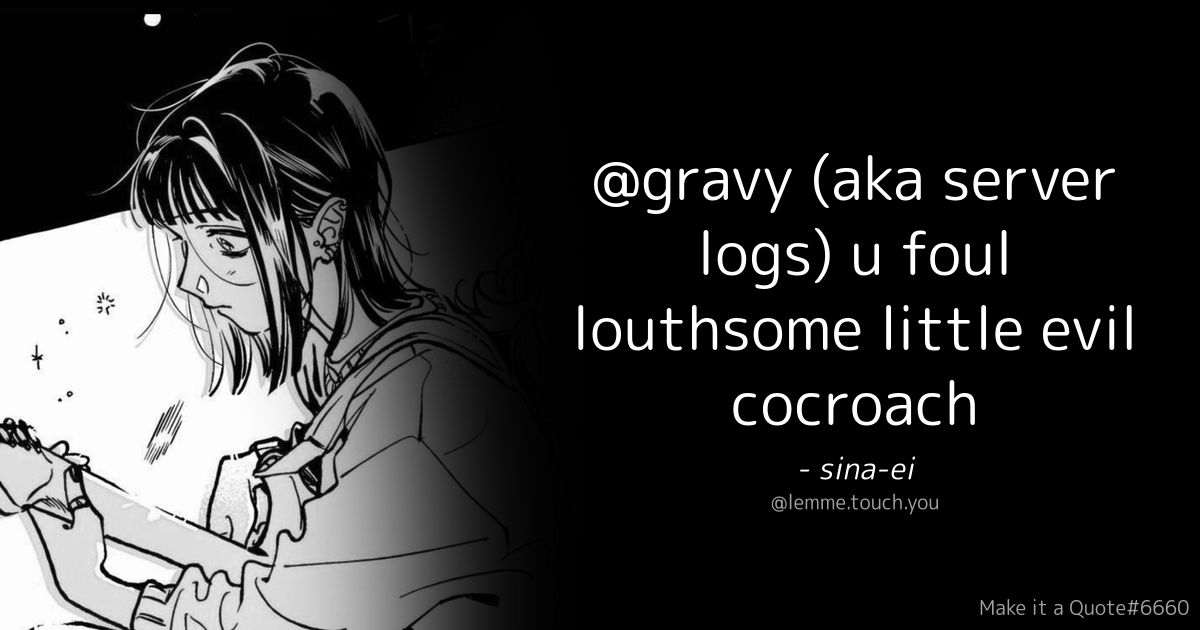 @gravy (aka server
logs) u foul
louthsome little evil
cocroach
- sina-ei
@lemme.touch.you
Make it a Quote#6660